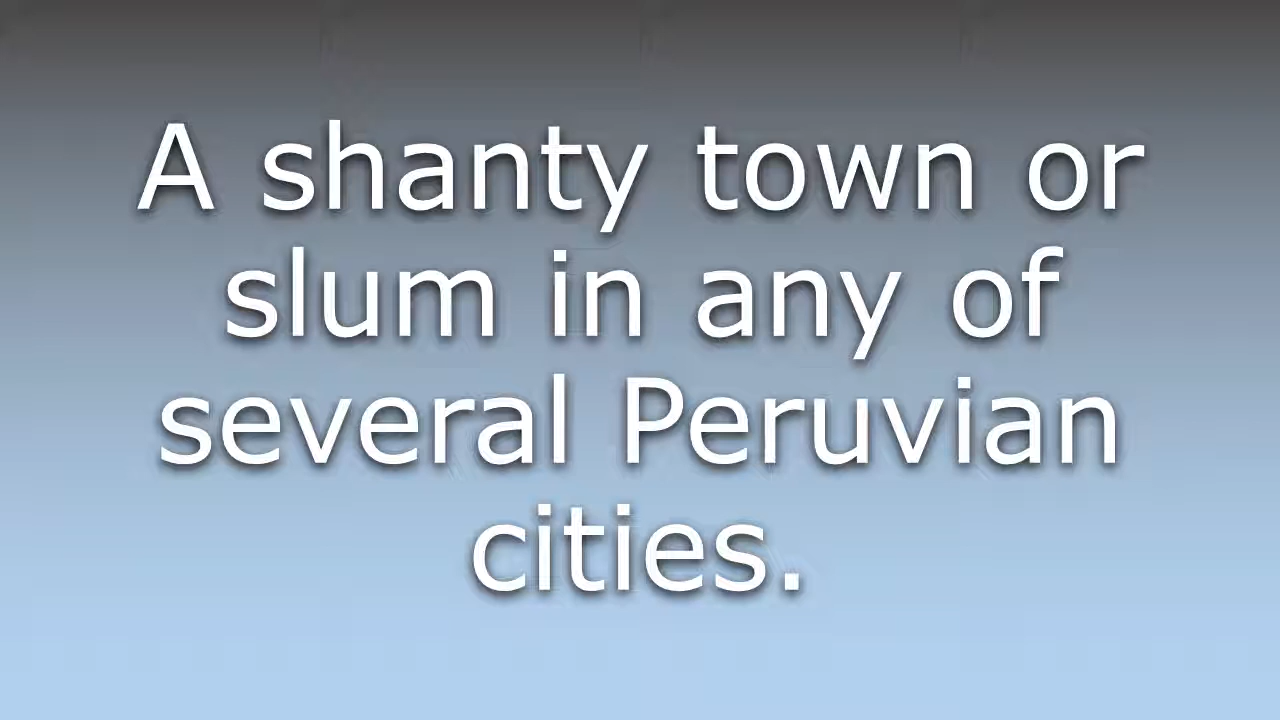 A shanty town or
slum in any of
several Peruvian
cities.